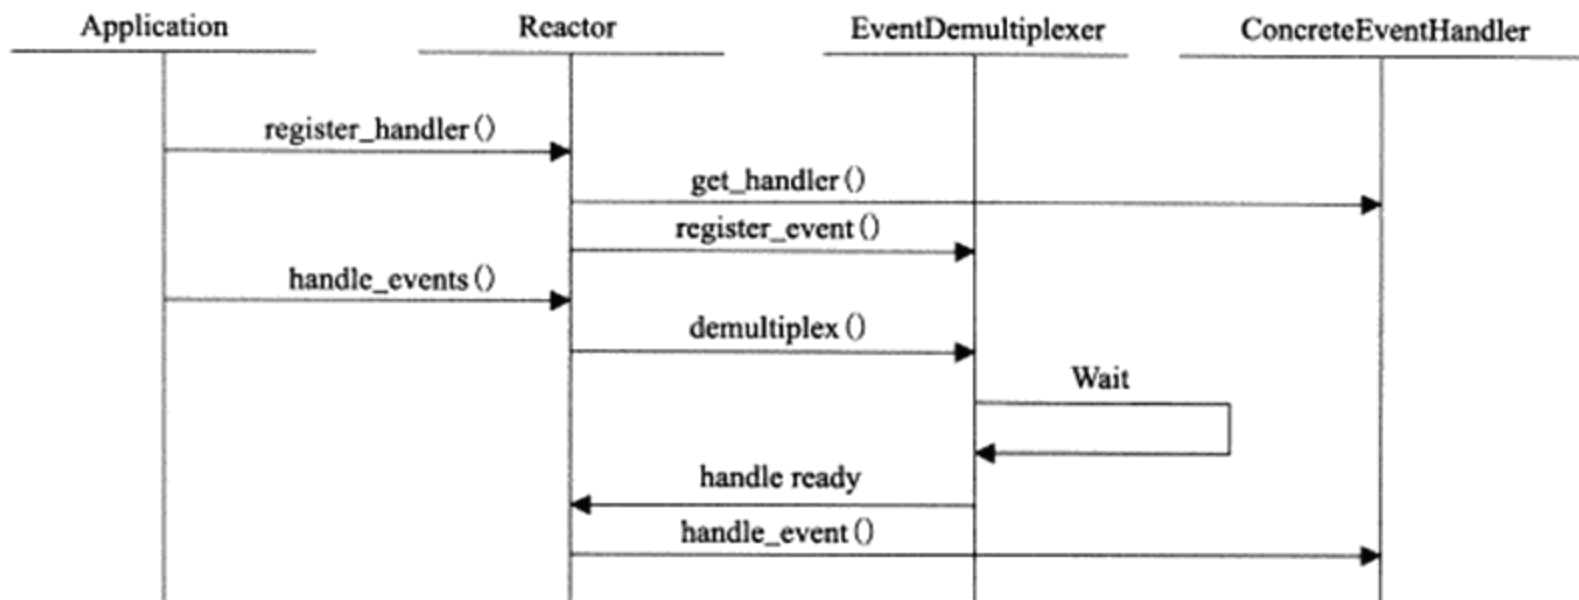 Application
Reactor
EventDemultiplexer
ConcreteEventHandler
register_handler()
get_handler()
register_event()
handle_events()
demultiplex()
Wait
handle ready
handle_event()